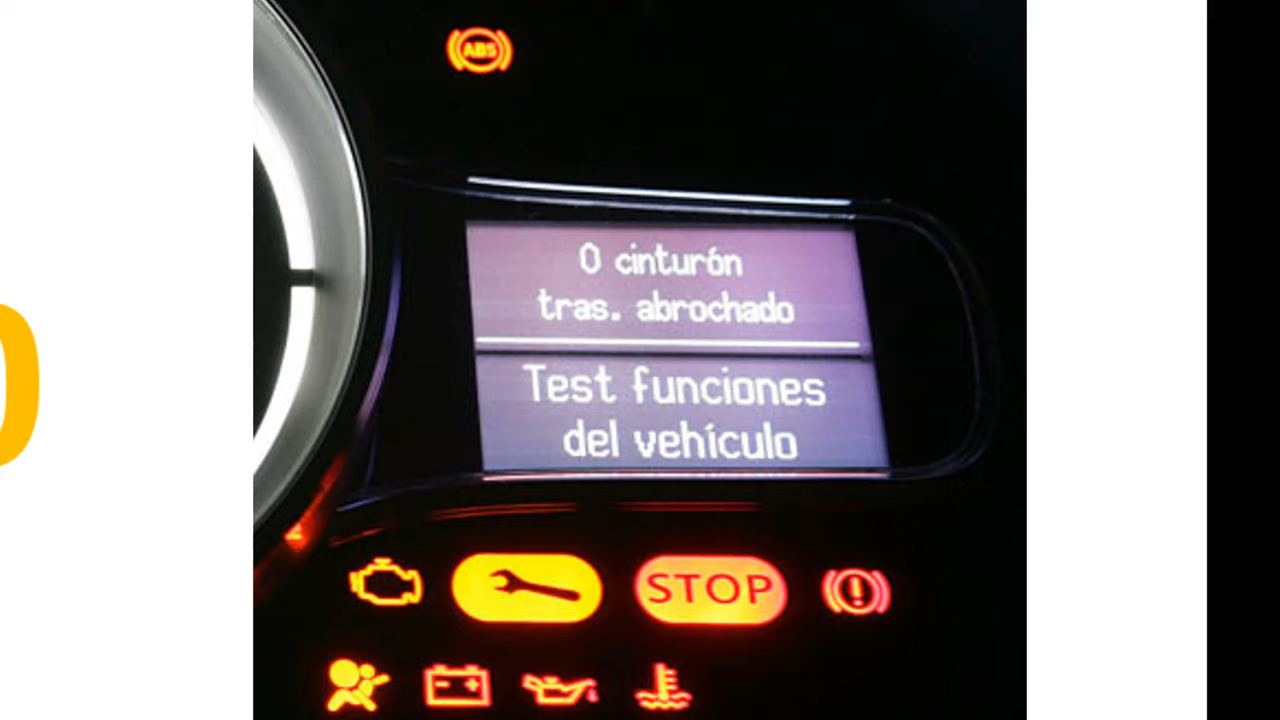 ABS
0 cinturón
tras. abrochado
Test funciones
del vehículo
STOP